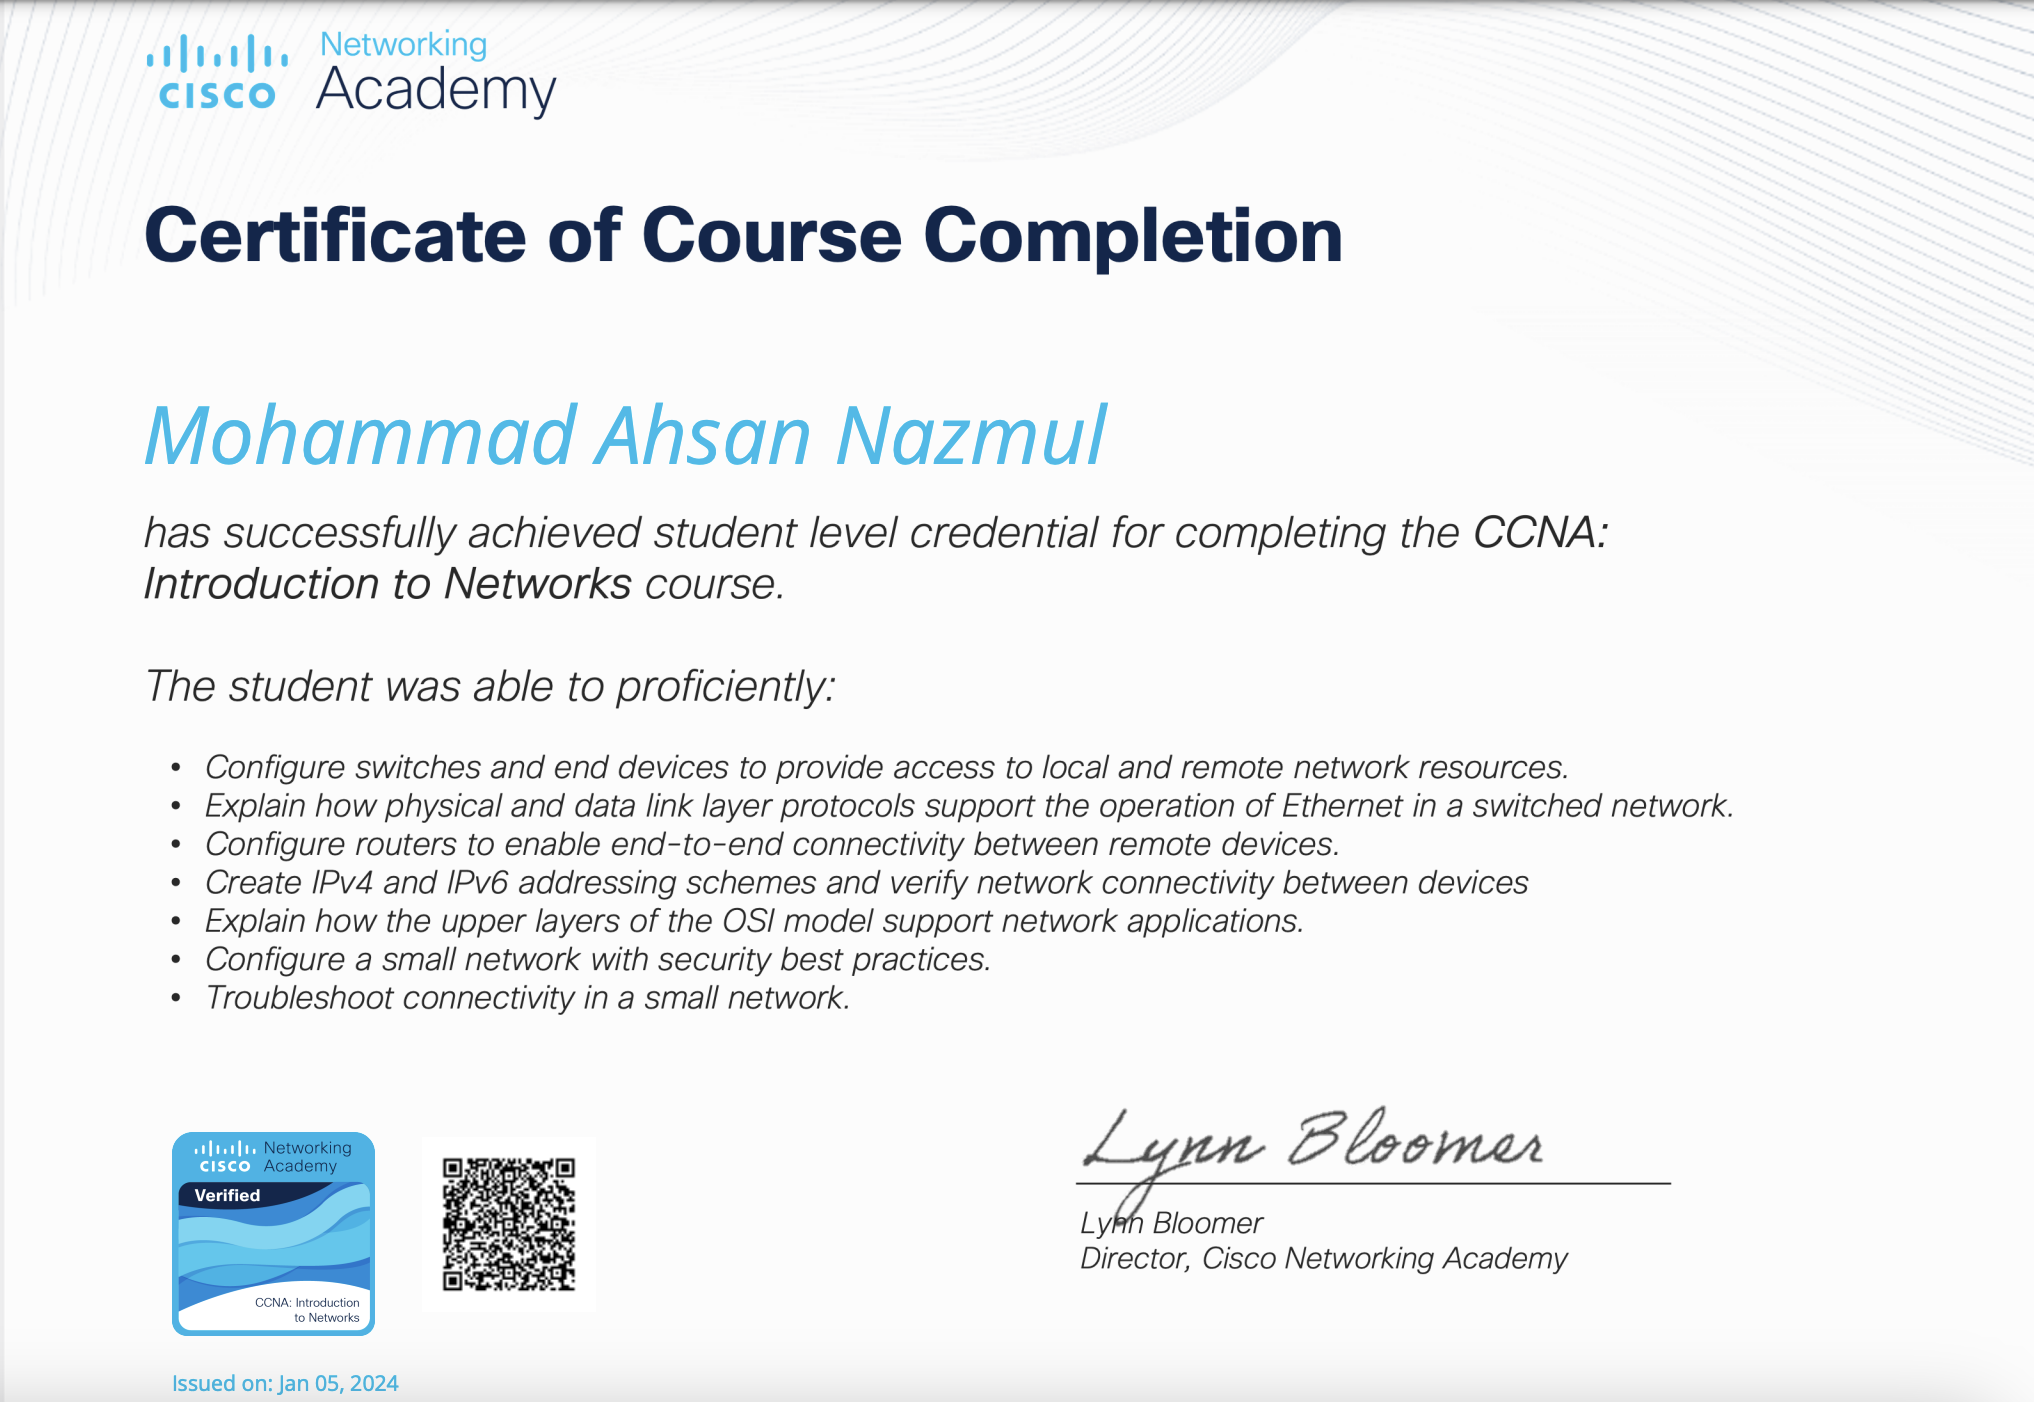 Networking
CISCO Academy
Certificate of Course Completion
Mohammad Ahsan Nazmul
has successfully achieved student level credential for completing the CCNA:
Introduction to Networks course.
The student was able to proficiently:
• Configure switches and end devices to provide access to local and remote network resources.
• Explain how physical and data link layer protocols support the operation of Ethernet in a switched network.
• Configure routers to enable end-to-end connectivity between remote devices.
• Create IPv4 and IPv6 addressing schemes and verify network connectivity between devices
• Explain how the upper layers of the OSI model support network applications.
• Configure a small network with security best practices.
• Troubleshoot connectivity in a small network.
Networking
CISCO Academy
Verified
CCNA: Introduction
to Networks
Lynn Bloomer
Lynn Bloomer
Director, Cisco Networking Academy
Issued on: Jan 05, 2024